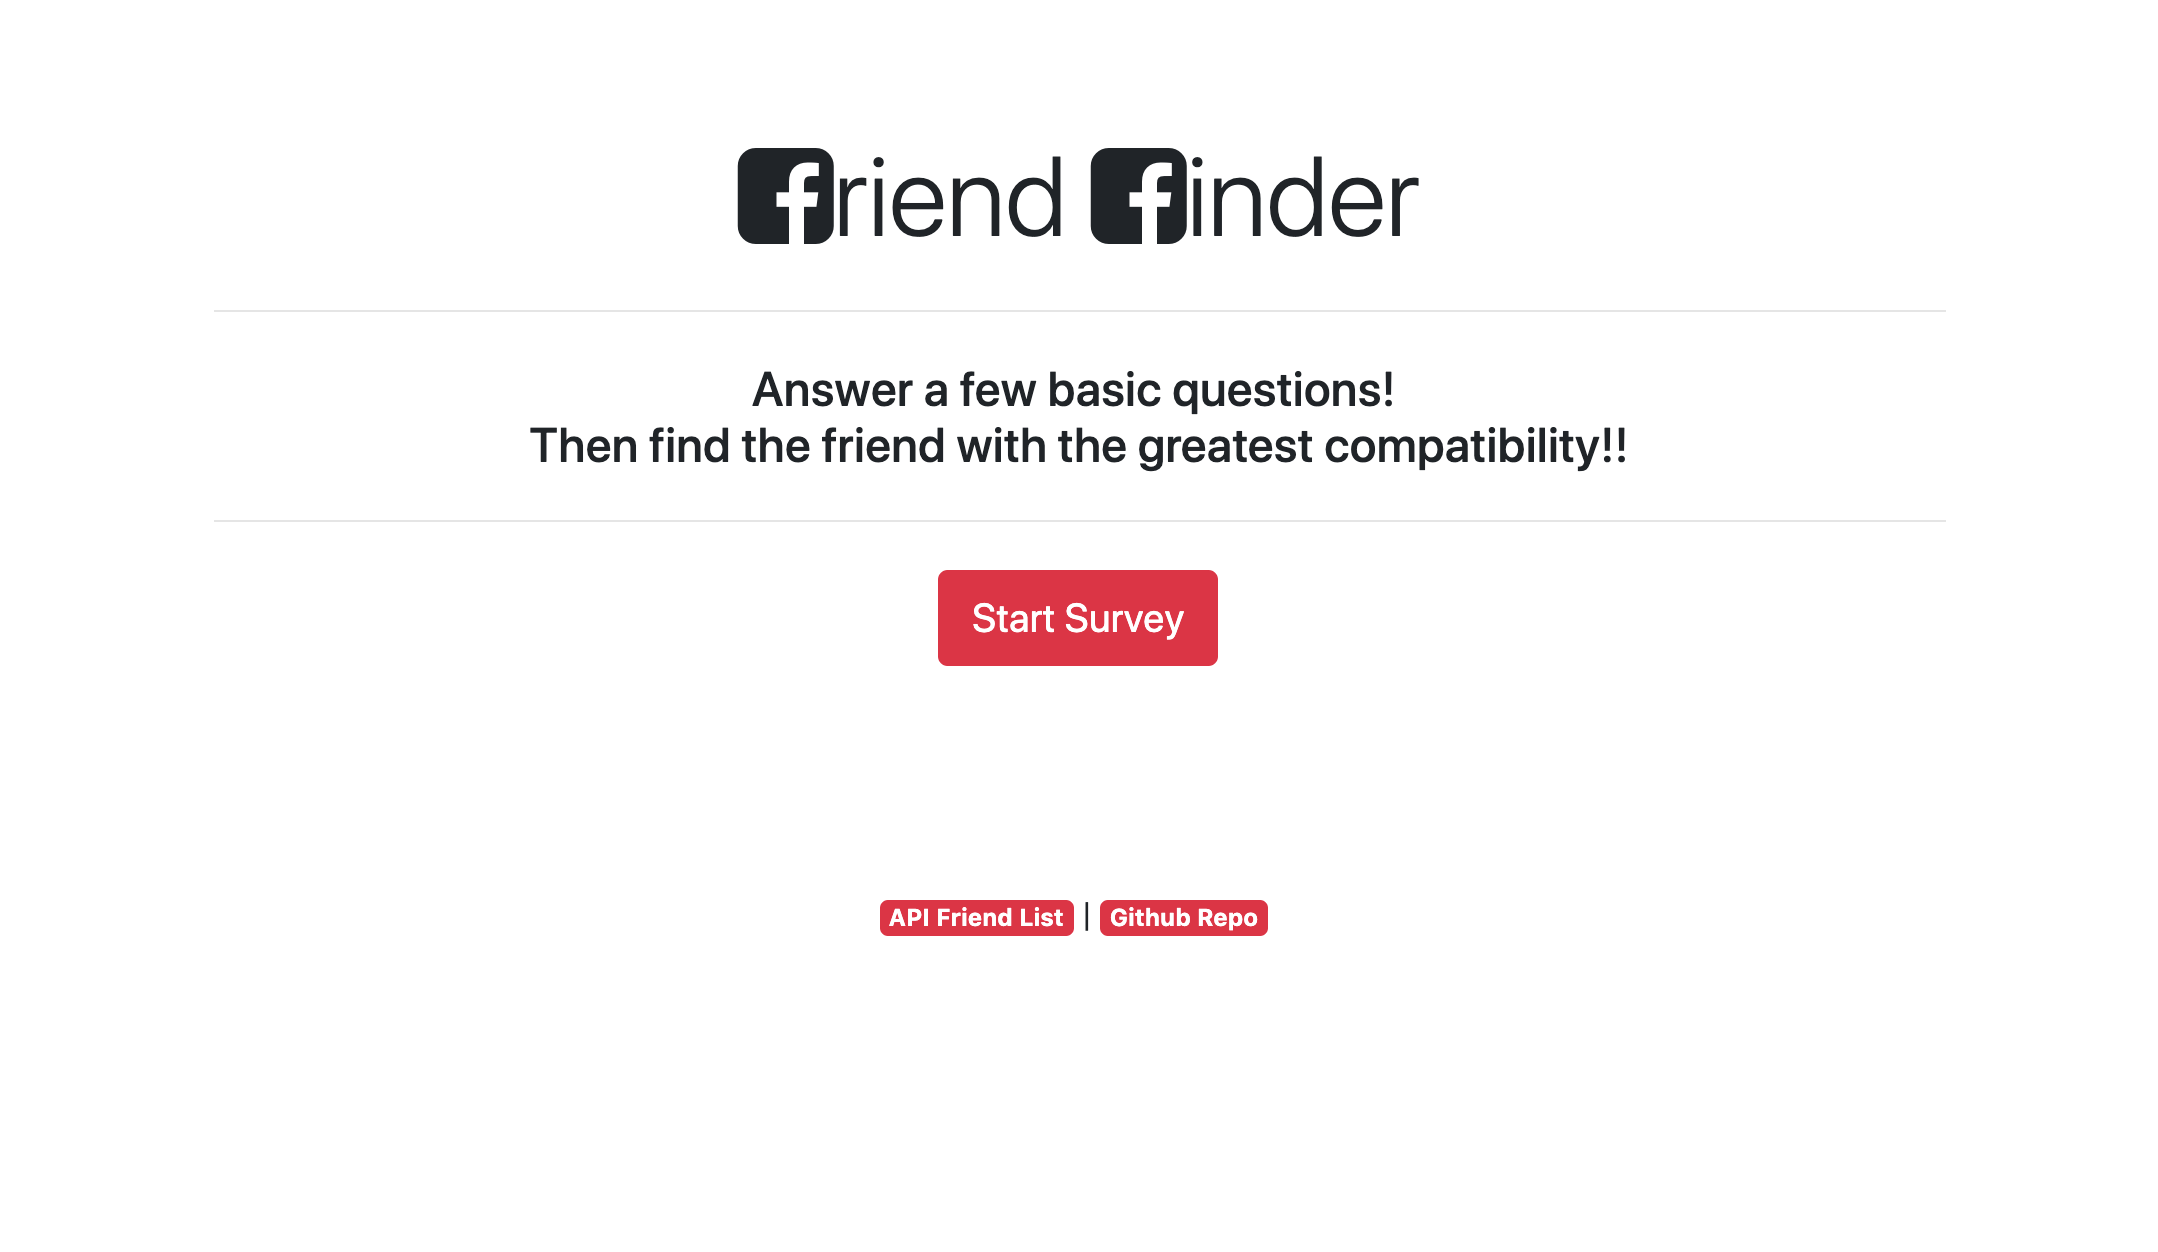 friend finder
Answer a few basic questions!
Then find the friend with the greatest compatibility!!
Start Survey
API Friend List | Github Repo